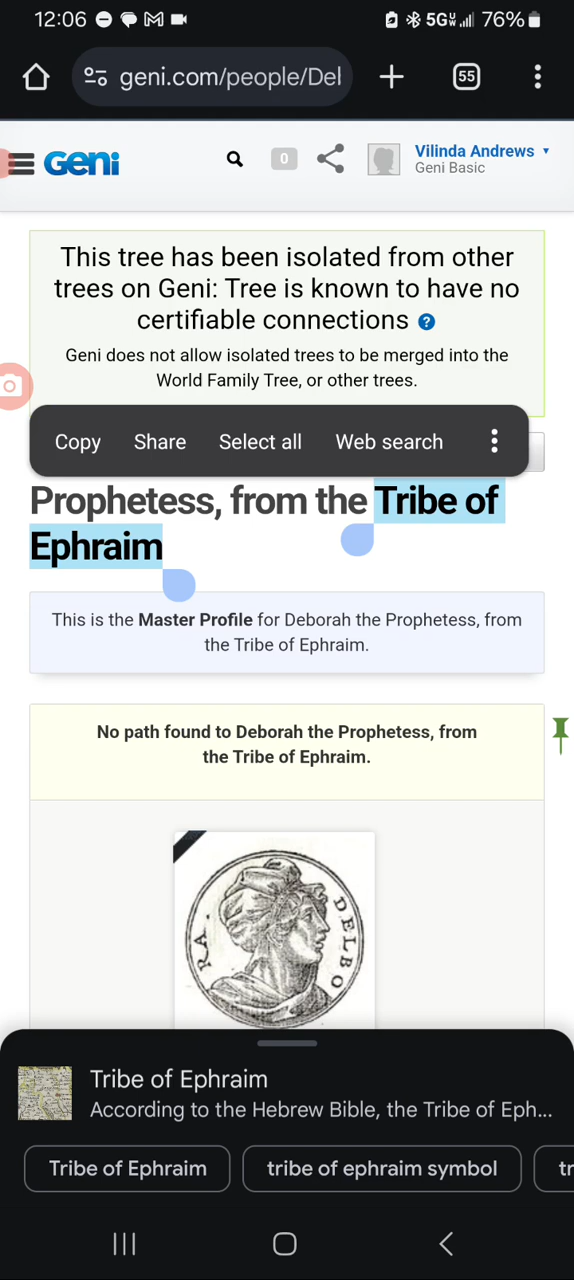 12:06
5G
76%
geni.com/people/Del
55
Geni
0
Vilinda Andrews
Geni Basic
This tree has been isolated from other
trees on Geni: Tree is known to have no
certifiable connections ?
Geni does not allow isolated trees to be merged into the
World Family Tree, or other trees.
Copy Share Select all Web search
Prophetess, from the Tribe of
Ephraim
This is the Master Profile for Deborah the Prophetess, from
the Tribe of Ephraim.
No path found to Deborah the Prophetess, from
the Tribe of Ephraim.
DELBO
RA.
Tribe of Ephraim
According to the Hebrew Bible, the Tribe of Eph...
Tribe of Ephraim
tribe of ephraim symbol
tr